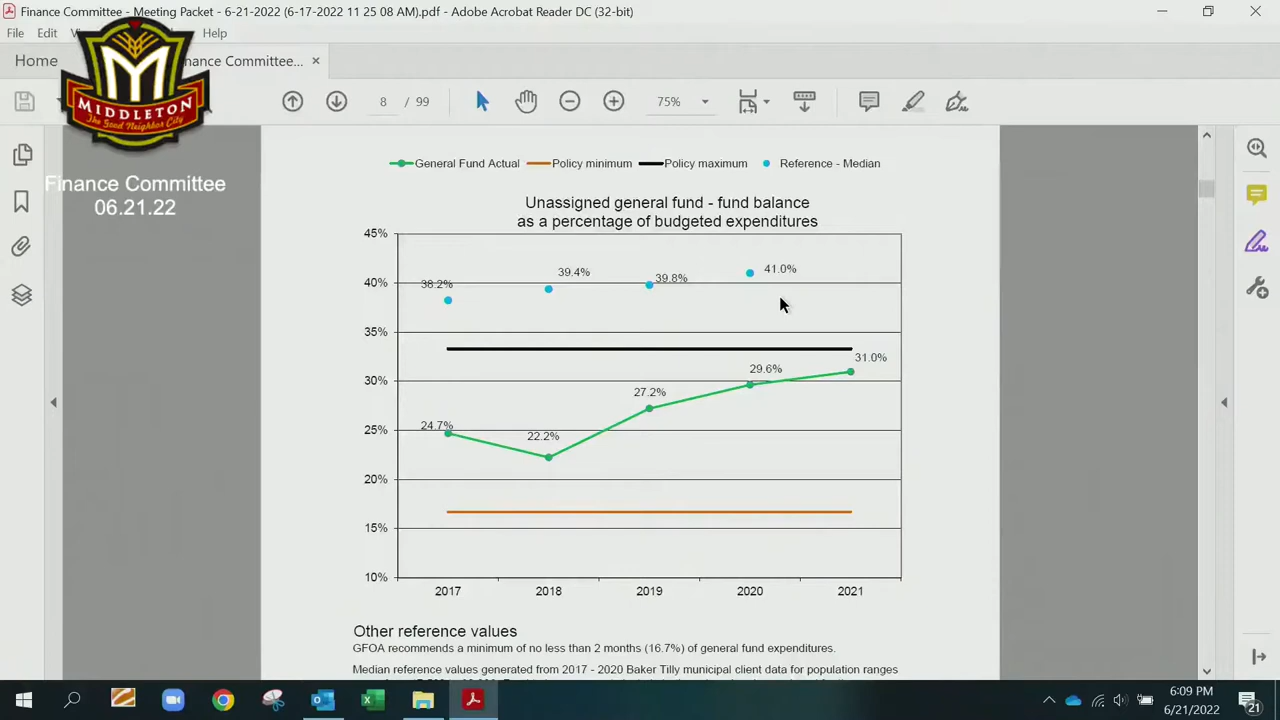 Finance Committee - Meeting Packet - 6-21-2022 (6-17-2022 11 25 08 AM).pdf - Adobe Acrobat Reader DC (32-bit)
File Edit Help
Home nance Committee...
8 / 99
75%
MIDDLETON
The Good Neighbor City
Finance Committee
06.21.22
General Fund Actual Policy minimum Policy maximum Reference - Median
Unassigned general fund - fund balance
as a percentage of budgeted expenditures
45%
40%
35%
30%
25%
20%
15%
10%
38.2%
39.4%
39.8%
41.0%
24.7%
22.2%
27.2%
29.6%
31.0%
2017 2018 2019 2020 2021
Other reference values
GFOA recommends a minimum of no less than 2 months (16.7%) of general fund expenditures.
Median reference values generated from 2017 - 2020 Baker Tilly municipal client data for population ranges
6:09 PM
6/21/2022
21